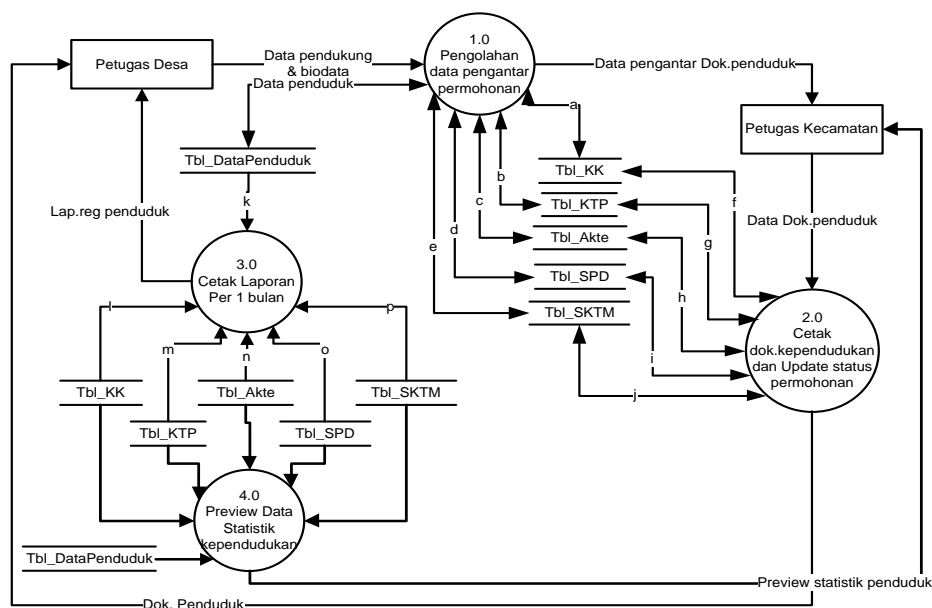 Petugas Desa
Data pendukung
& biodata
Data penduduk
1.0
Pengolahan
data pengantar
permohonan
Data pengantar Dok.penduduk
Petugas Kecamatan
a
Tbl_DataPenduduk
Tbl_KK
b
Tbl_KTP
f
k
c
Lap.reg penduduk
d
Tbl_Akte
g
Data Dok.penduduk
e
Tbl_SPD
h
3.0
Cetak Laporan
Per 1 bulan
Tbl_SKTM
2.0
Cetak
dok.kependudukan
dan Update status
permohonan
l
p
m
n
o
i
j
Tbl_KK
Tbl_Akte
Tbl_SKTM
Tbl_KTP
Tbl_SPD
4.0
Preview Data
Statistik
kependudukan
Tbl_DataPenduduk
Preview statistik penduduk
Dok. Penduduk